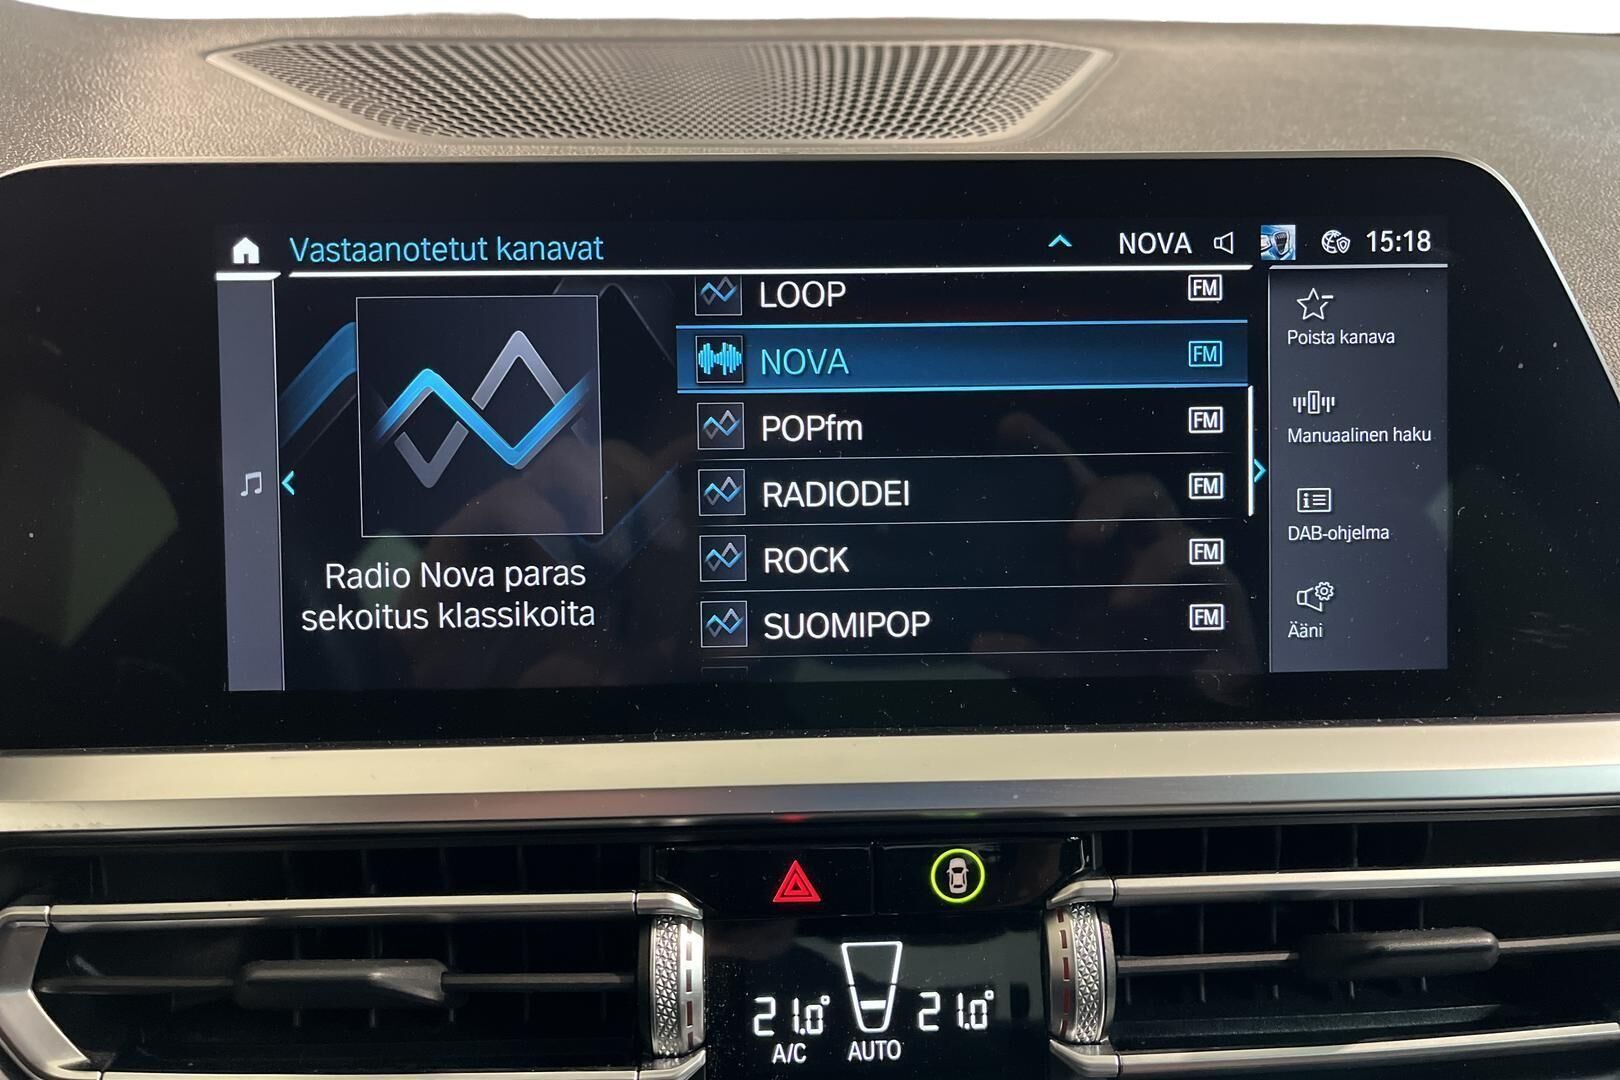 Vastaanotetut kanavat
NOVA
15:18
LOOP FM
NOVA FM
POPfm FM
RADIODEI FM
ROCK FM
SUOMIPOP FM
Radio Nova paras
sekoitus klassikoita
Poista kanava
Manuaalinen haku
DAB-ohjelma
Ääni
21.0° 21.0°
A/C AUTO